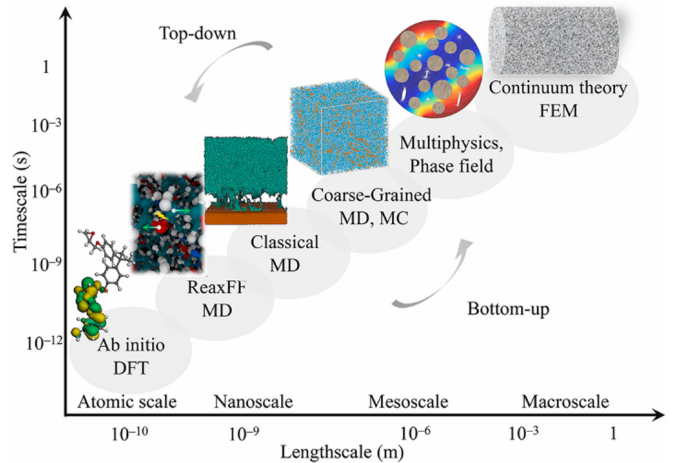 Top-down
1
10⁻³
10⁻⁶
10⁻⁹
10⁻¹²
Timescale (s)
Continuum theory
FEM
Multiphysics,
Phase field
Coarse-Grained
MD, MC
Classical
MD
ReaxFF
MD
Ab initio
DFT
Bottom-up
Atomic scale
Nanoscale
Mesoscale
Macroscale
10⁻¹⁰
10⁻⁹
10⁻⁶
10⁻³
1
Lengthscale (m)